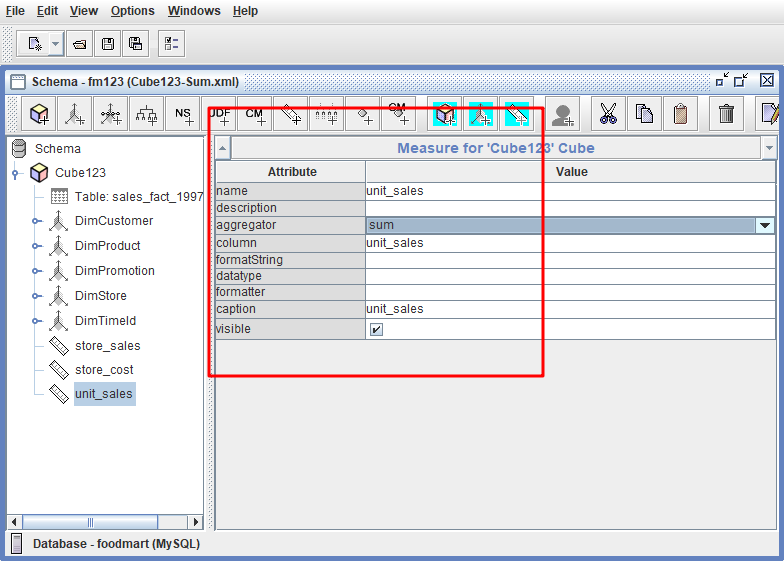 File Edit View Options Windows Help
Schema - fm123 (Cube123-Sum.xml)
NS UDF CM CM
Schema
Cube123
Table: sales_fact_1997
DimCustomer
DimProduct
DimPromotion
DimStore
DimTimeId
store_sales
store_cost
unit_sales
Measure for 'Cube123' Cube
Attribute Value
name unit_sales
description
aggregator sum
column unit_sales
formatString
datatype
formatter
caption unit_sales
visible
Database - foodmart (MySQL)